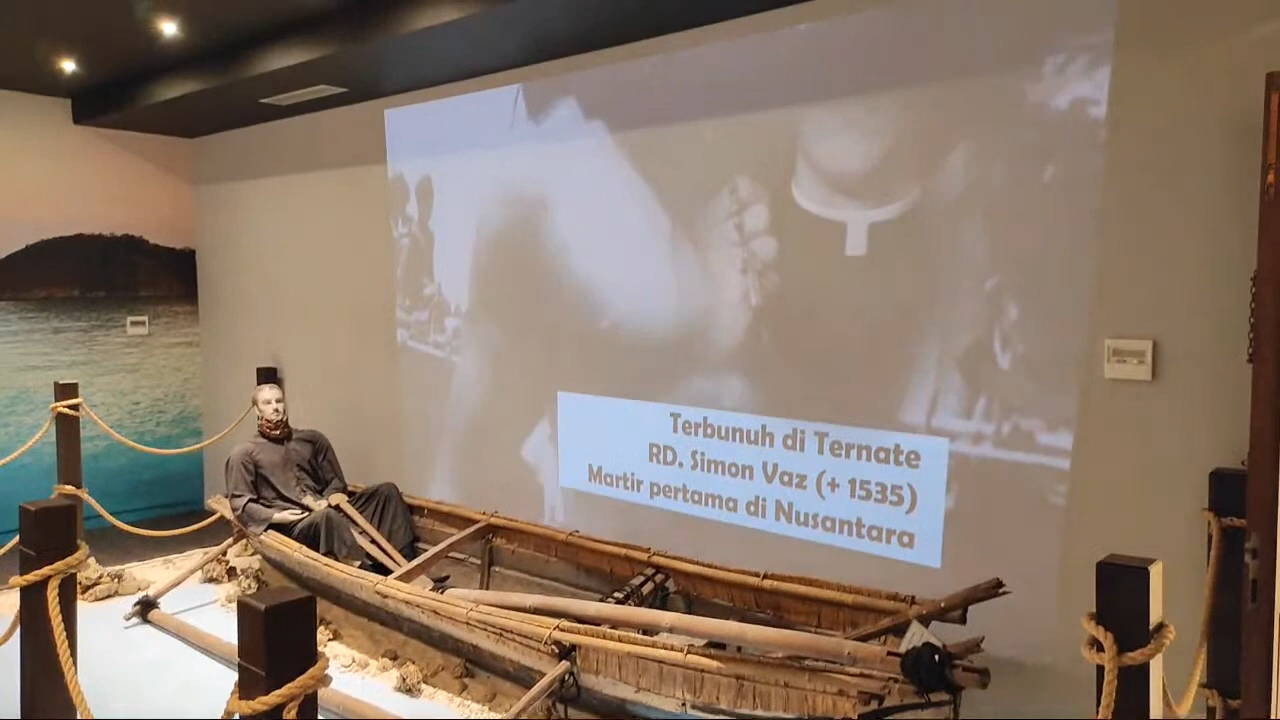 Terbunuh di Ternate
RD. Simon Vaz (+ 1535)
Martir pertama di Nusantara